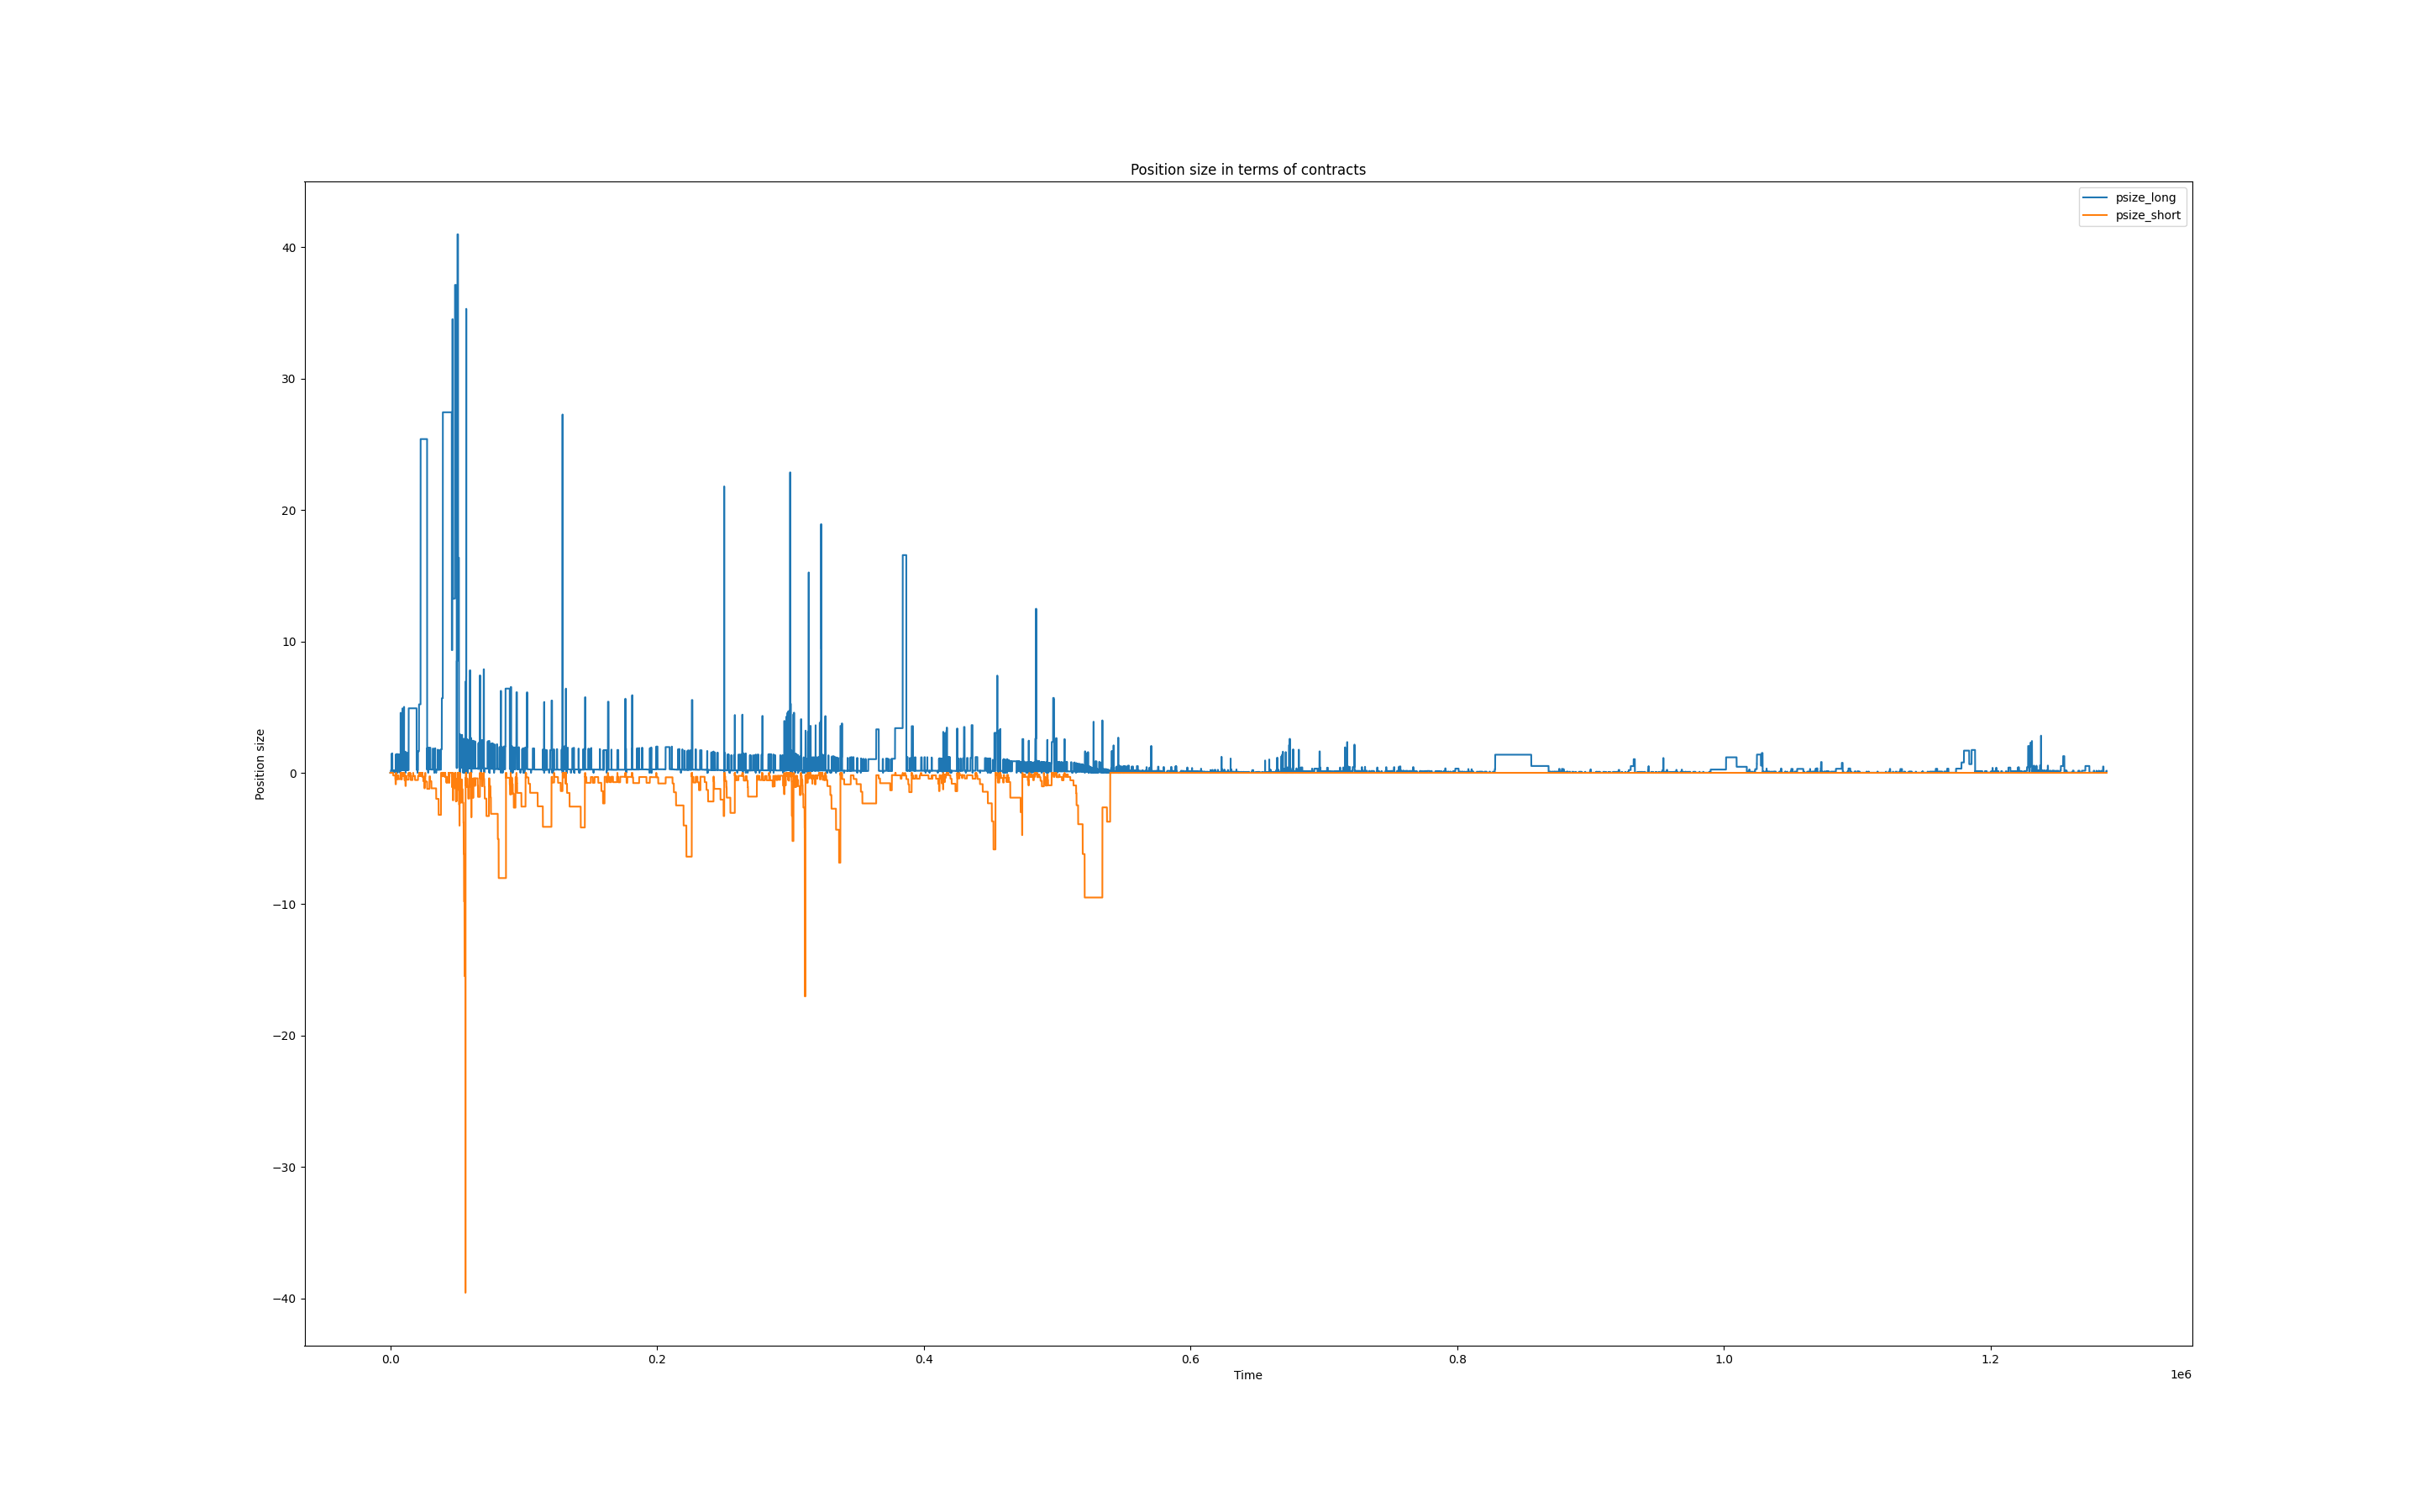 Position size in terms of contracts
psize_long
psize_short
40
30
20
10
0
−10
−20
−30
−40
Position size
0.0 0.2 0.4 0.6 0.8 1.0 1.2
Time
1e6